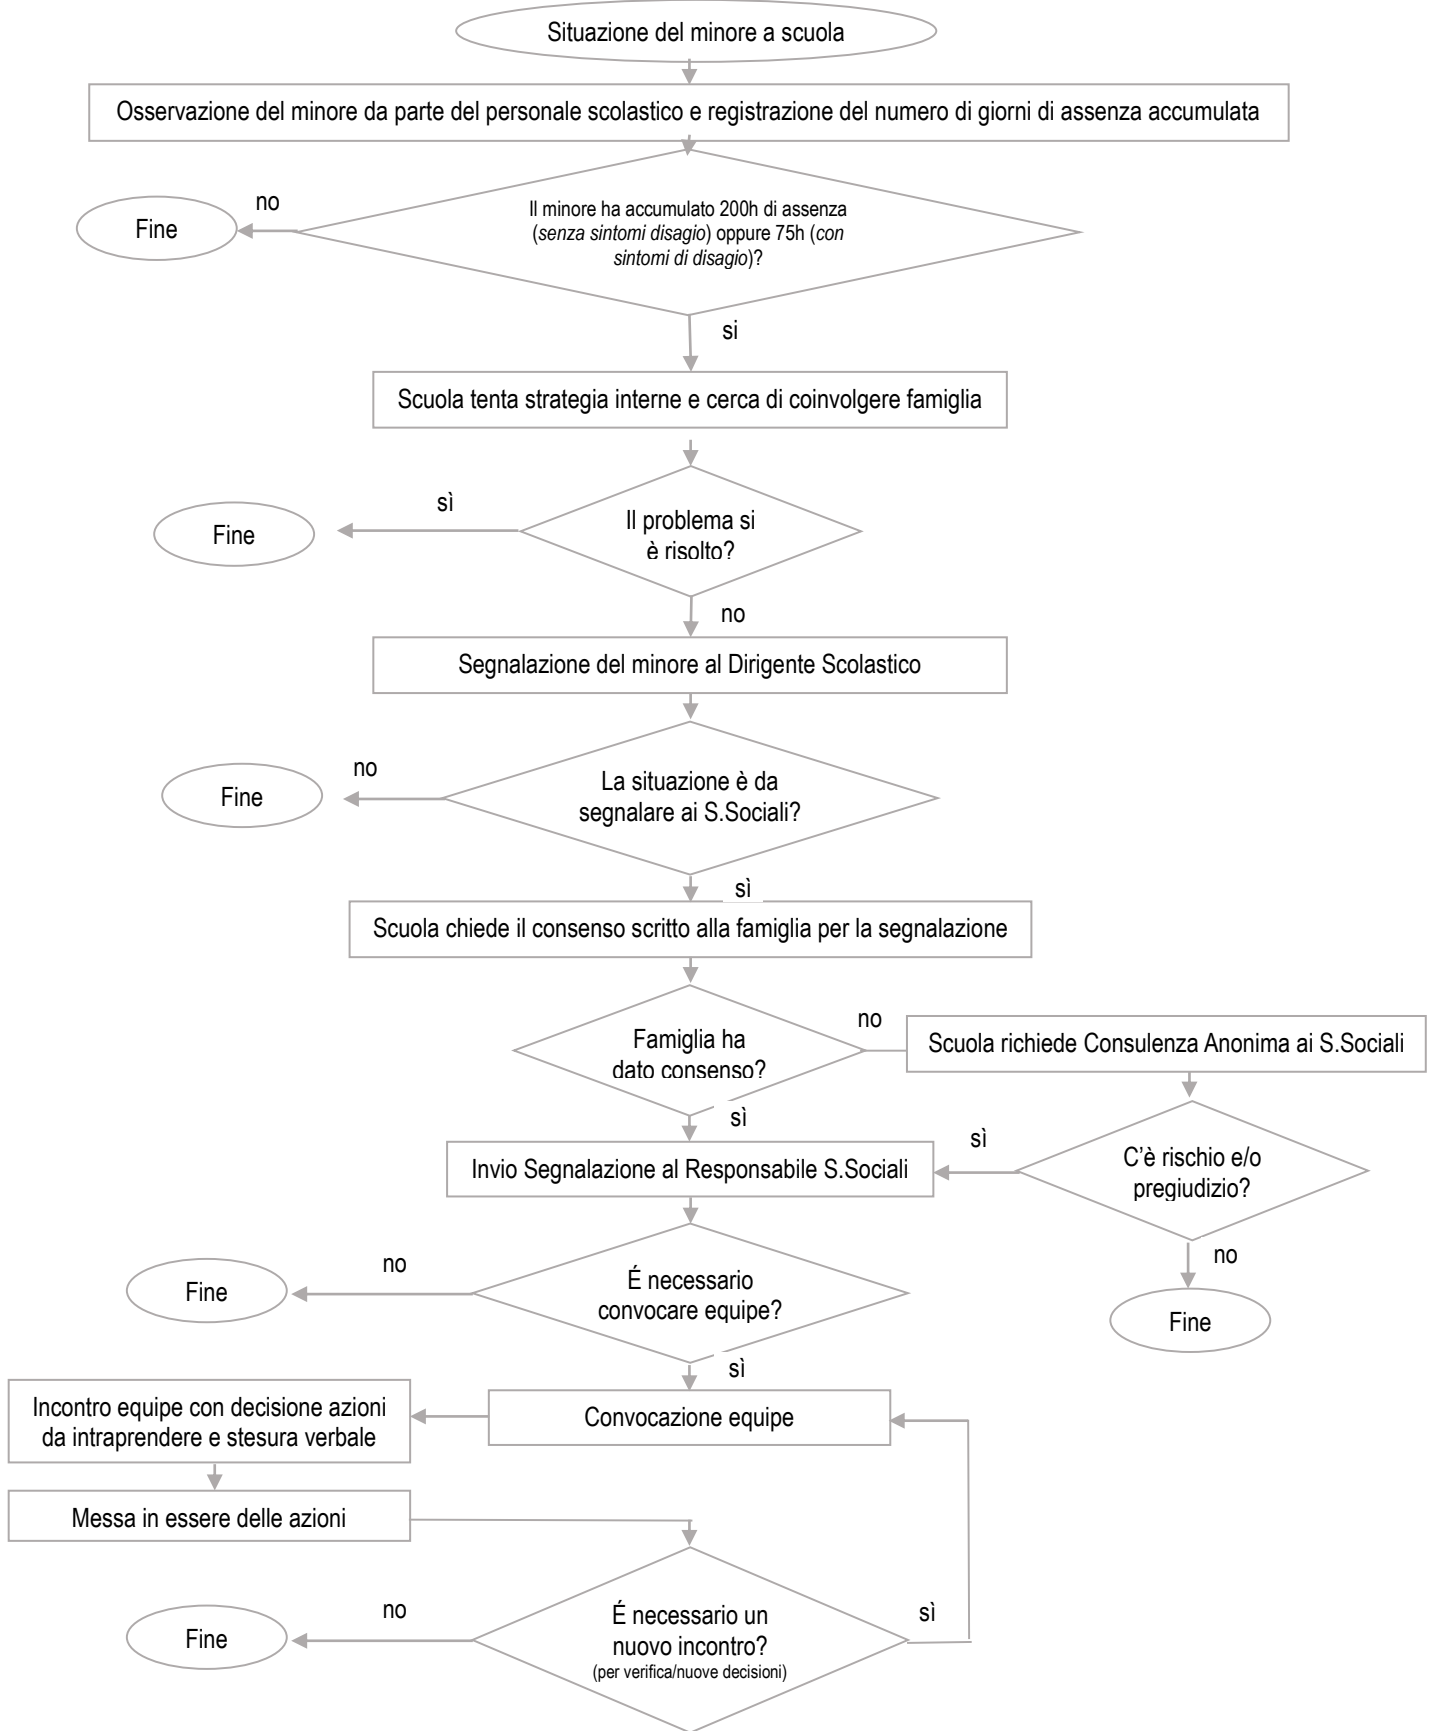 Situazione del minore a scuola
Osservazione del minore da parte del personale scolastico e registrazione del numero di giorni di assenza accumulata
no
Fine
Il minore ha accumulato 200h di assenza
(senza sintomi disagio) oppure 75h (con
sintomi di disagio)?
si
Scuola tenta strategia interne e cerca di coinvolgere famiglia
sì
Fine
Il problema si
è risolto?
no
Segnalazione del minore al Dirigente Scolastico
no
Fine
La situazione è da
segnalare ai S.Sociali?
sì
Scuola chiede il consenso scritto alla famiglia per la segnalazione
Famiglia ha
dato consenso?
no
Scuola richiede Consulenza Anonima ai S.Sociali
sì
Invio Segnalazione al Responsabile S.Sociali
sì
C'è rischio e/o
pregiudizio?
no
Fine
no
Fine
É necessario
convocare equipe?
sì
Convocazione equipe
Incontro equipe con decisione azioni
da intraprendere e stesura verbale
Messa in essere delle azioni
no
Fine
É necessario un
nuovo incontro?
(per verifica/nuove decisioni)
sì